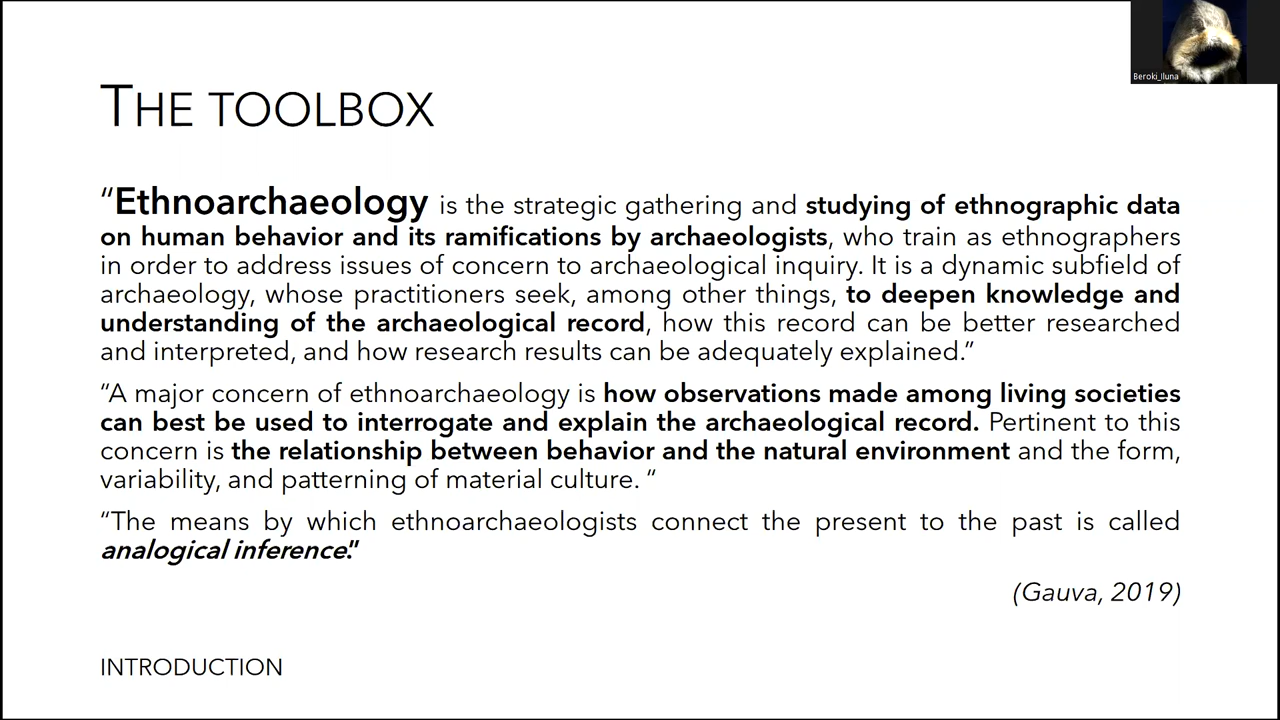 Beroki_Iluna
THE TOOLBOX
“Ethnoarchaeology is the strategic gathering and studying of ethnographic data
on human behavior and its ramifications by archaeologists, who train as ethnographers
in order to address issues of concern to archaeological inquiry. It is a dynamic subfield of
archaeology, whose practitioners seek, among other things, to deepen knowledge and
understanding of the archaeological record, how this record can be better researched
and interpreted, and how research results can be adequately explained.”
“A major concern of ethnoarchaeology is how observations made among living societies
can best be used to interrogate and explain the archaeological record. Pertinent to this
concern is the relationship between behavior and the natural environment and the form,
variability, and patterning of material culture. “
“The means by which ethnoarchaeologists connect the present to the past is called
analogical inference.”
(Gauva, 2019)
INTRODUCTION